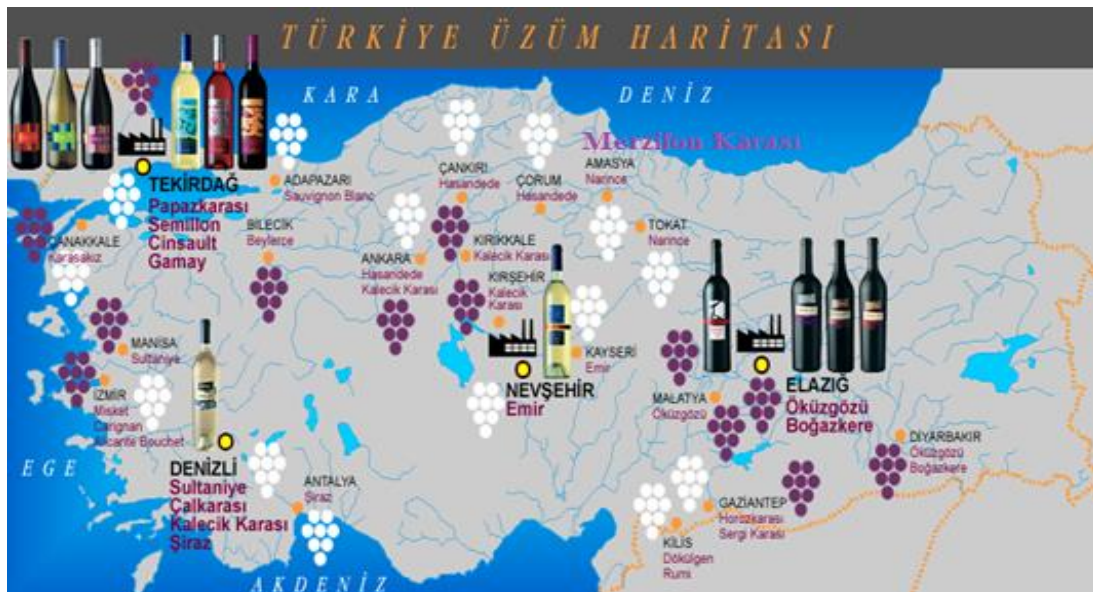 TÜRKİYE ÜZÜM HARİTASI
KARA
DENİZ
Merzifon Karası
TEKİRDAĞ
Papazkarası
Semillon
Cinsault
Gamay
ADAPAZARI
Sauvignon Blanc
ÇANKIRI
Hasandede
ÇORUM
Hasandede
AMASYA
Narince
TOKAT
Narince
ÇANAKKALE
Karasakız
BİLECİK
Beylerce
ANKARA
Hasandede
Kalecik Karası
KIRIKKALE
Kalecik Karası
KIRŞEHİR
Kalecik
Karası
MANİSA
Sultaniye
İZMİR
Misket
Carignan
Alicante Bouchet
KAYSERİ
Emir
NEVŞEHİR
Emir
MALATYA
Öküzgözü
ELAZIĞ
Öküzgözü
Boğazkere
DİYARBAKIR
Öküzgözü
Boğazkere
EGE
DENİZLİ
Sultaniye
Çalkarası
Kalecik Karası
Şiraz
ANTALYA
Şiraz
GAZİANTEP
Horozkarası
Sergi Karası
KİLİS
Dökülgen
Rumi
AKDENİZ